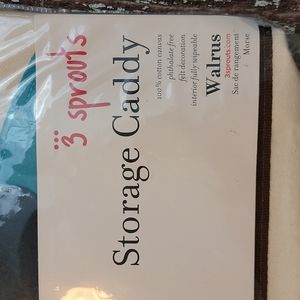 3 sprouts
Storage Caddy
100% cotton canvas
phthalate free
felt decoration
interior fully wipeable
Walrus
3sprouts.com
Sac de rangement
Morse